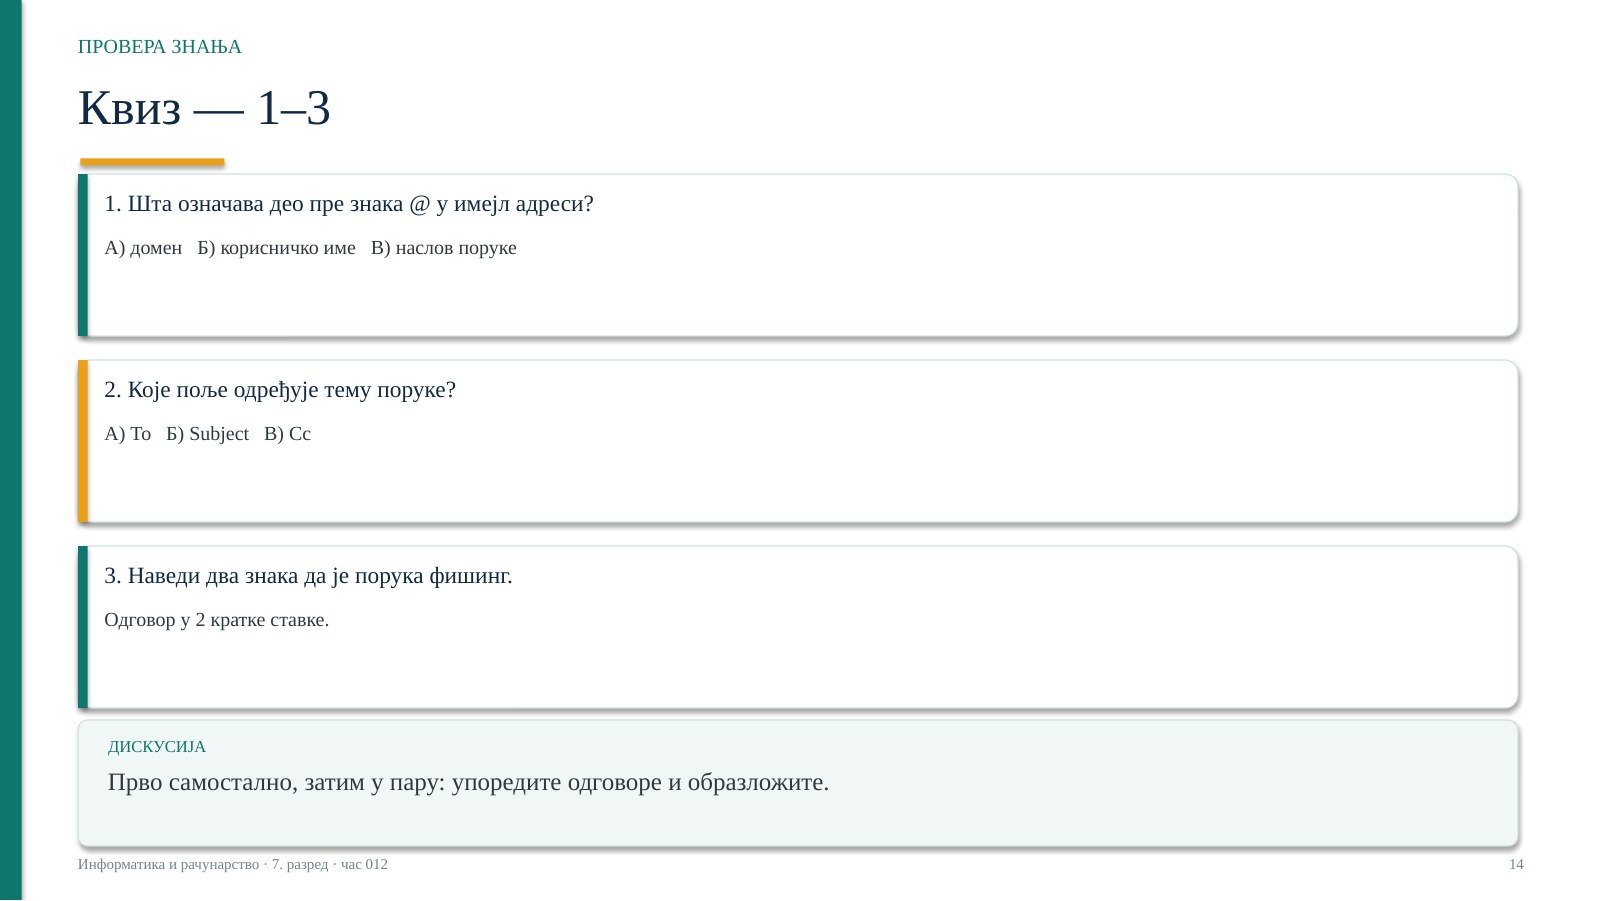 ПРОВЕРА ЗНАЊА
Квиз — 1–3
1. Шта означава део пре знака @ у имејл адреси?
А) домен Б) корисничко име В) наслов поруке
2. Које поље одређује тему поруке?
А) To Б) Subject В) Cc
3. Наведи два знака да је порука фишинг.
Одговор у 2 кратке ставке.
ДИСКУСИЈА
Прво самостално, затим у пару: упоредите одговоре и образложите.
Информатика и рачунарство · 7. разред · час 012
14